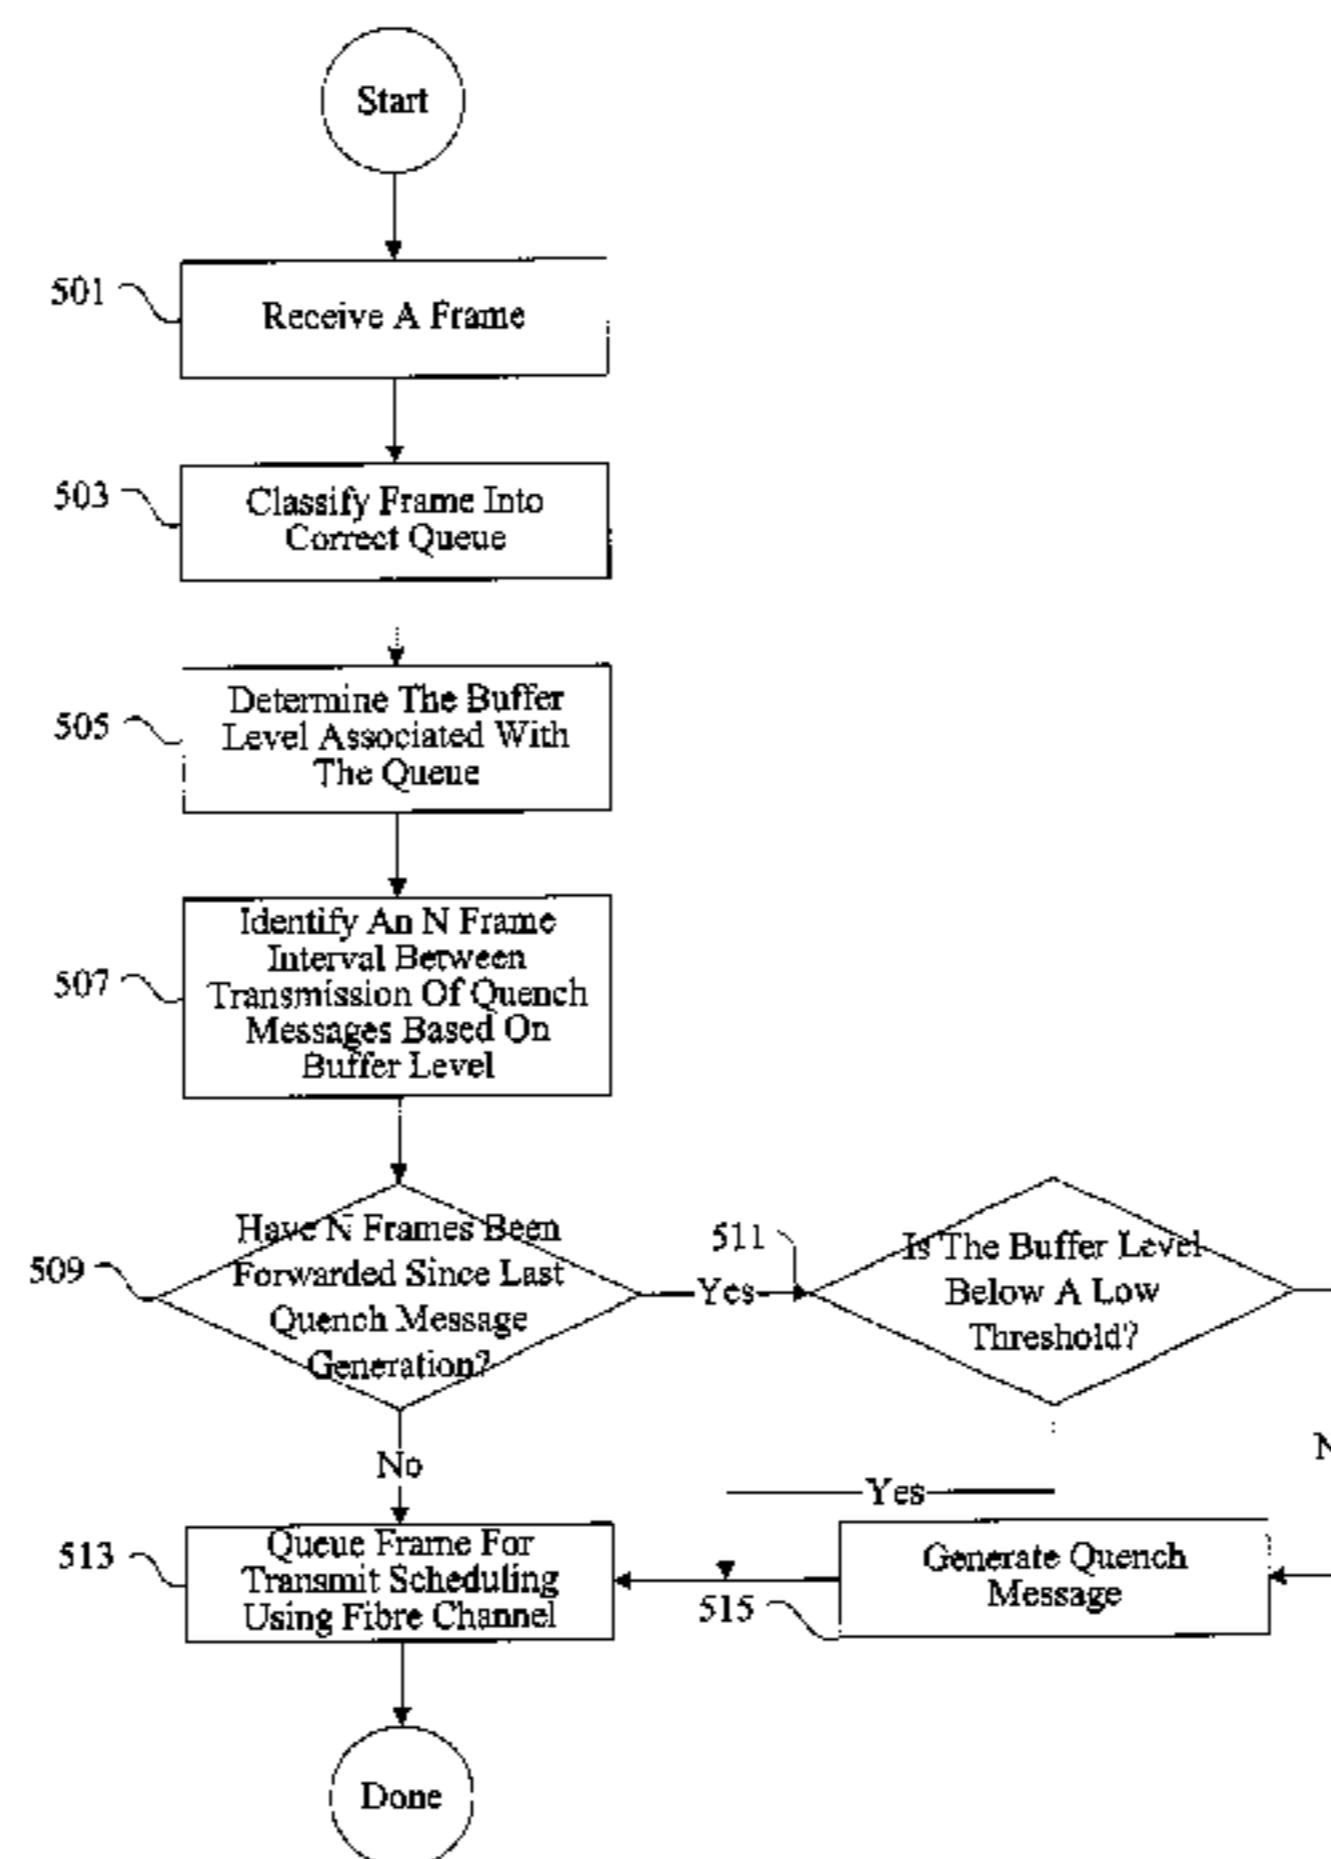 Start
501
Receive A Frame
503
Classify Frame Into
Correct Queue
505
Determine The Buffer
Level Associated With
The Queue
507
Identify An N Frame
Interval Between
Transmission Of Quench
Messages Based On
Buffer Level
509
Have N Frames Been
Forwarded Since Last
Quench Message
Generation?
Yes
511
Is The Buffer Level
Below A Low
Threshold?
No
N
Yes
513
Queue Frame For
Transmit Scheduling
Using Fibre Channel
515
Generate Quench
Message
Done